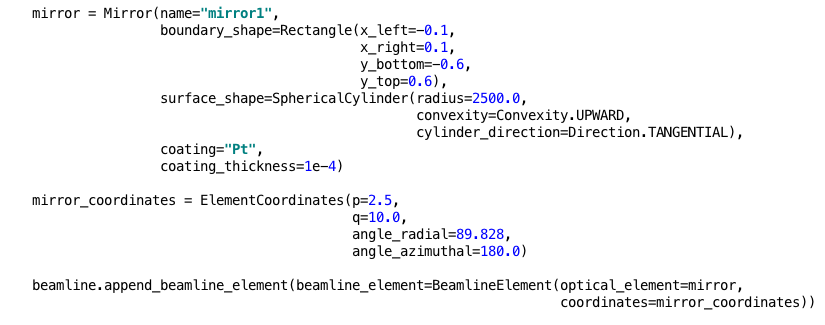 mirror = Mirror(name="mirror1",
                boundary_shape=Rectangle(x_left=-0.1,
                                         x_right=0.1,
                                         y_bottom=-0.6,
                                         y_top=0.6),
                surface_shape=SphericalCylinder(radius=2500.0,
                                                convexity=Convexity.UPWARD,
                                                cylinder_direction=Direction.TANGENTIAL),
                coating="Pt",
                coating_thickness=1e-4)

mirror_coordinates = ElementCoordinates(p=2.5,
                                        q=10.0,
                                        angle_radial=89.828,
                                        angle_azimuthal=180.0)

beamline.append_beamline_element(beamline_element=BeamlineElement(optical_element=mirror,
                                                                  coordinates=mirror_coordinates))